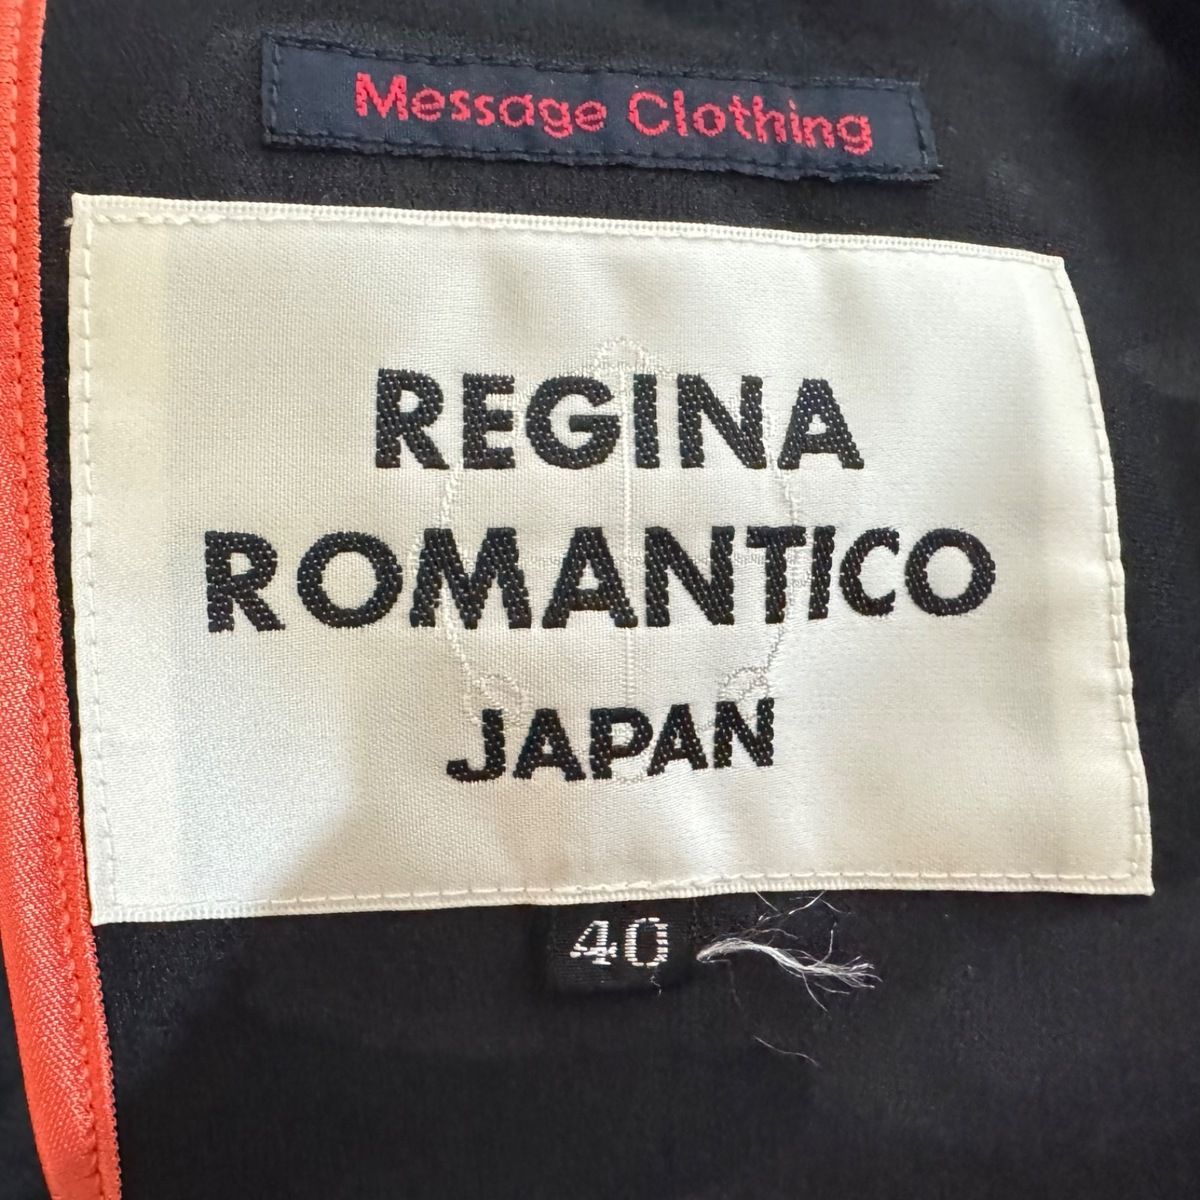 Message Clothing
REGINA
ROMANTICO
JAPAN
40